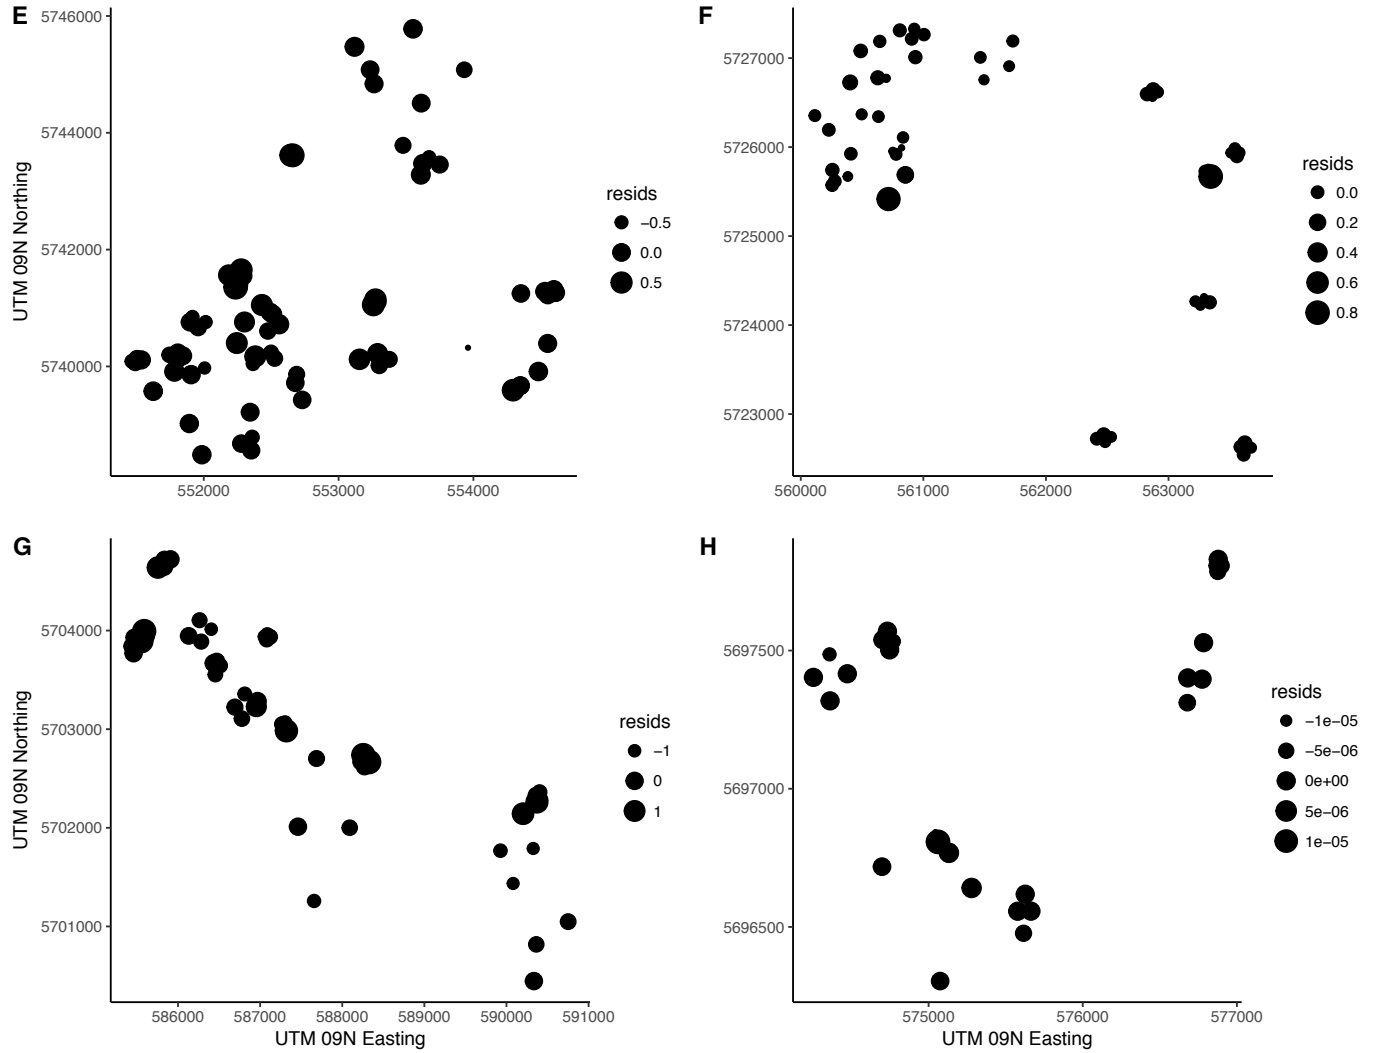 E
UTM 09N Northing
5746000
5744000
5742000
5740000
552000 553000 554000
resids
−0.5
0.0
0.5
F
5727000
5726000
5725000
5724000
5723000
560000 561000 562000 563000
resids
0.0
0.2
0.4
0.6
0.8
G
UTM 09N Northing
5704000
5703000
5702000
5701000
586000 587000 588000 589000 590000 591000
UTM 09N Easting
resids
−1
0
1
H
5697500
5697000
5696500
575000 576000 577000
UTM 09N Easting
resids
−1e−05
−5e−06
0e+00
5e−06
1e−05